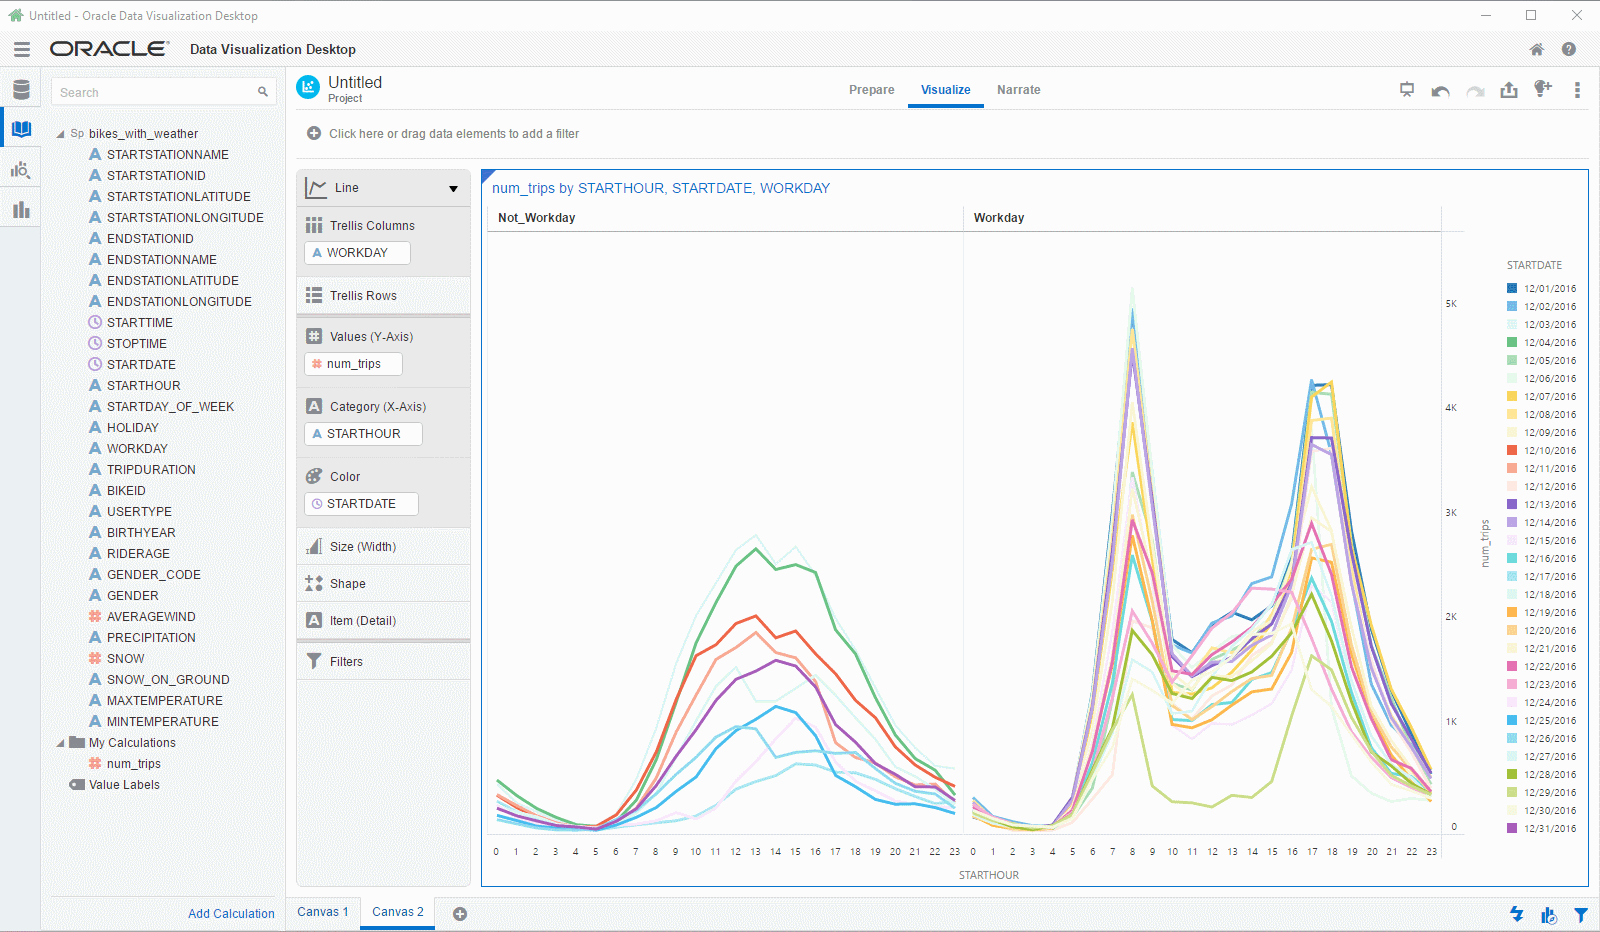 Untitled - Oracle Data Visualization Desktop
ORACLE Data Visualization Desktop
Search
Sp bikes_with_weather
A STARTSTATIONNAME
A STARTSTATIONID
A STARTSTATIONLATITUDE
A STARTSTATIONLONGITUDE
A ENDSTATIONID
A ENDSTATIONNAME
A ENDSTATIONLATITUDE
A ENDSTATIONLONGITUDE
STARTTIME
STOPTIME
STARTDATE
A STARTHOUR
A STARTDAY_OF_WEEK
A HOLIDAY
A WORKDAY
A TRIPDURATION
A BIKEID
A USERTYPE
A BIRTHYEAR
A RIDERAGE
A GENDER_CODE
A GENDER
# AVERAGEWIND
A PRECIPITATION
# SNOW
A SNOW_ON_GROUND
A MAXTEMPERATURE
A MINTEMPERATURE
My Calculations
# num_trips
Value Labels
Add Calculation
Untitled
Project
Prepare Visualize Narrate
Click here or drag data elements to add a filter
Line
Trellis Columns
A WORKDAY
Trellis Rows
# Values (Y-Axis)
# num_trips
A Category (X-Axis)
A STARTHOUR
Color
STARTDATE
Size (Width)
Shape
A Item (Detail)
Filters
num_trips by STARTHOUR, STARTDATE, WORKDAY
Not_Workday Workday
5K
4K
3K
2K
1K
0
num_trips
0 1 2 3 4 5 6 7 8 9 10 11 12 13 14 15 16 17 18 19 20 21 22 23 0 1 2 3 4 5 6 7 8 9 10 11 12 13 14 15 16 17 18 19 20 21 22 23
STARTHOUR
STARTDATE
12/01/2016
12/02/2016
12/03/2016
12/04/2016
12/05/2016
12/06/2016
12/07/2016
12/08/2016
12/09/2016
12/10/2016
12/11/2016
12/12/2016
12/13/2016
12/14/2016
12/15/2016
12/16/2016
12/17/2016
12/18/2016
12/19/2016
12/20/2016
12/21/2016
12/22/2016
12/23/2016
12/24/2016
12/25/2016
12/26/2016
12/27/2016
12/28/2016
12/29/2016
12/30/2016
12/31/2016
Canvas 1 Canvas 2